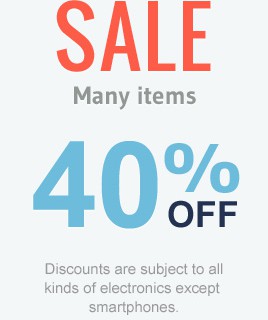 SALE
Many items
40%
OFF
Discounts are subject to all
kinds of electronics except
smartphones.